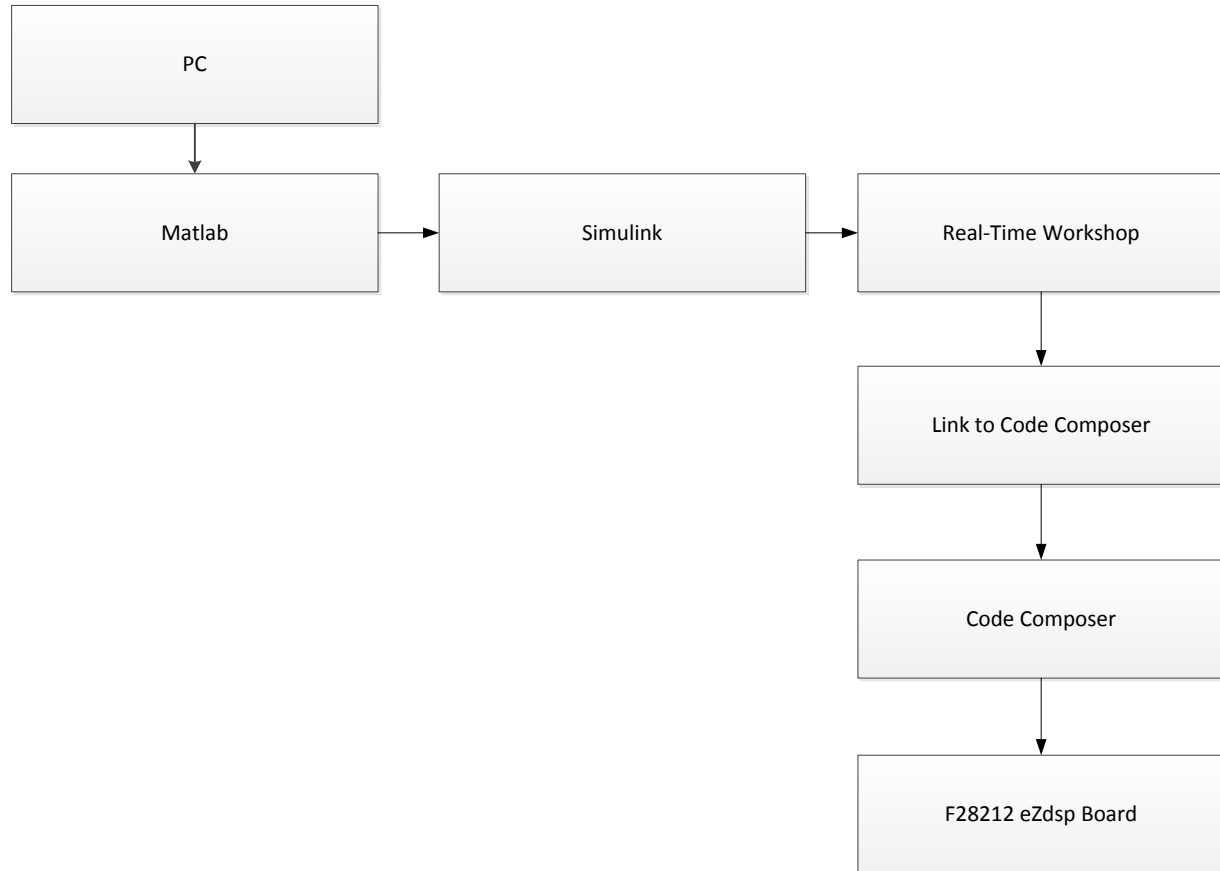 PC
Matlab
Simulink
Real-Time Workshop
Link to Code Composer
Code Composer
F28212 eZdsp Board